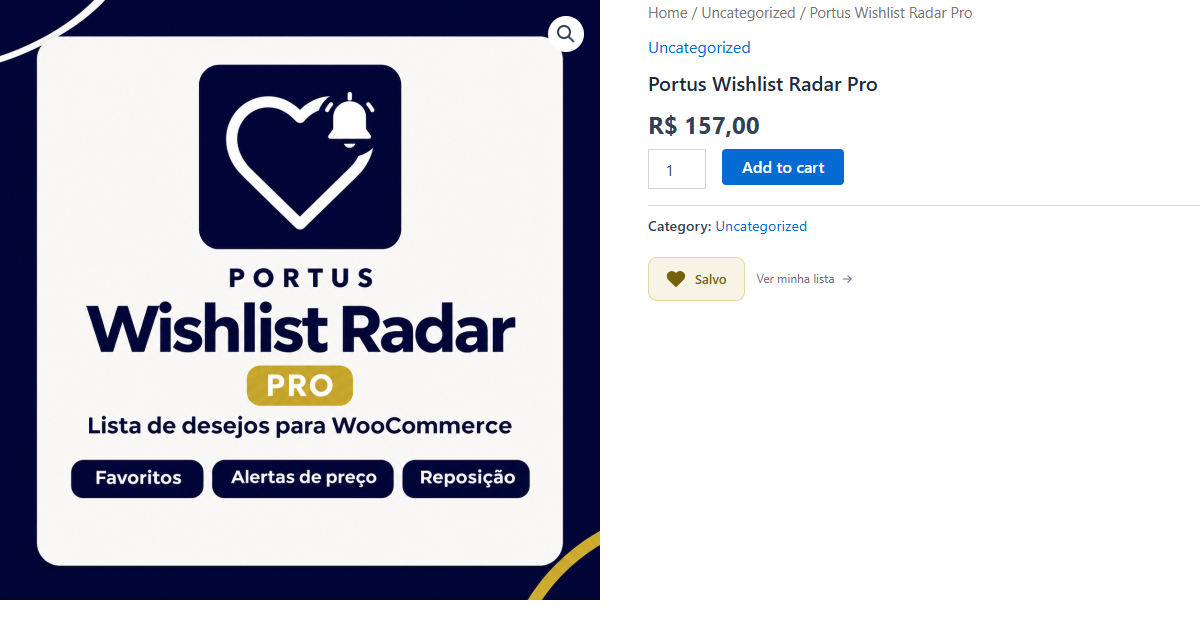 PORTUS
Wishlist Radar
PRO
Lista de desejos para WooCommerce
Favoritos
Alertas de preço
Reposição
Home / Uncategorized / Portus Wishlist Radar Pro
Uncategorized
Portus Wishlist Radar Pro
R$ 157,00
1
Add to cart
Category: Uncategorized
Salvo
Ver minha lista →